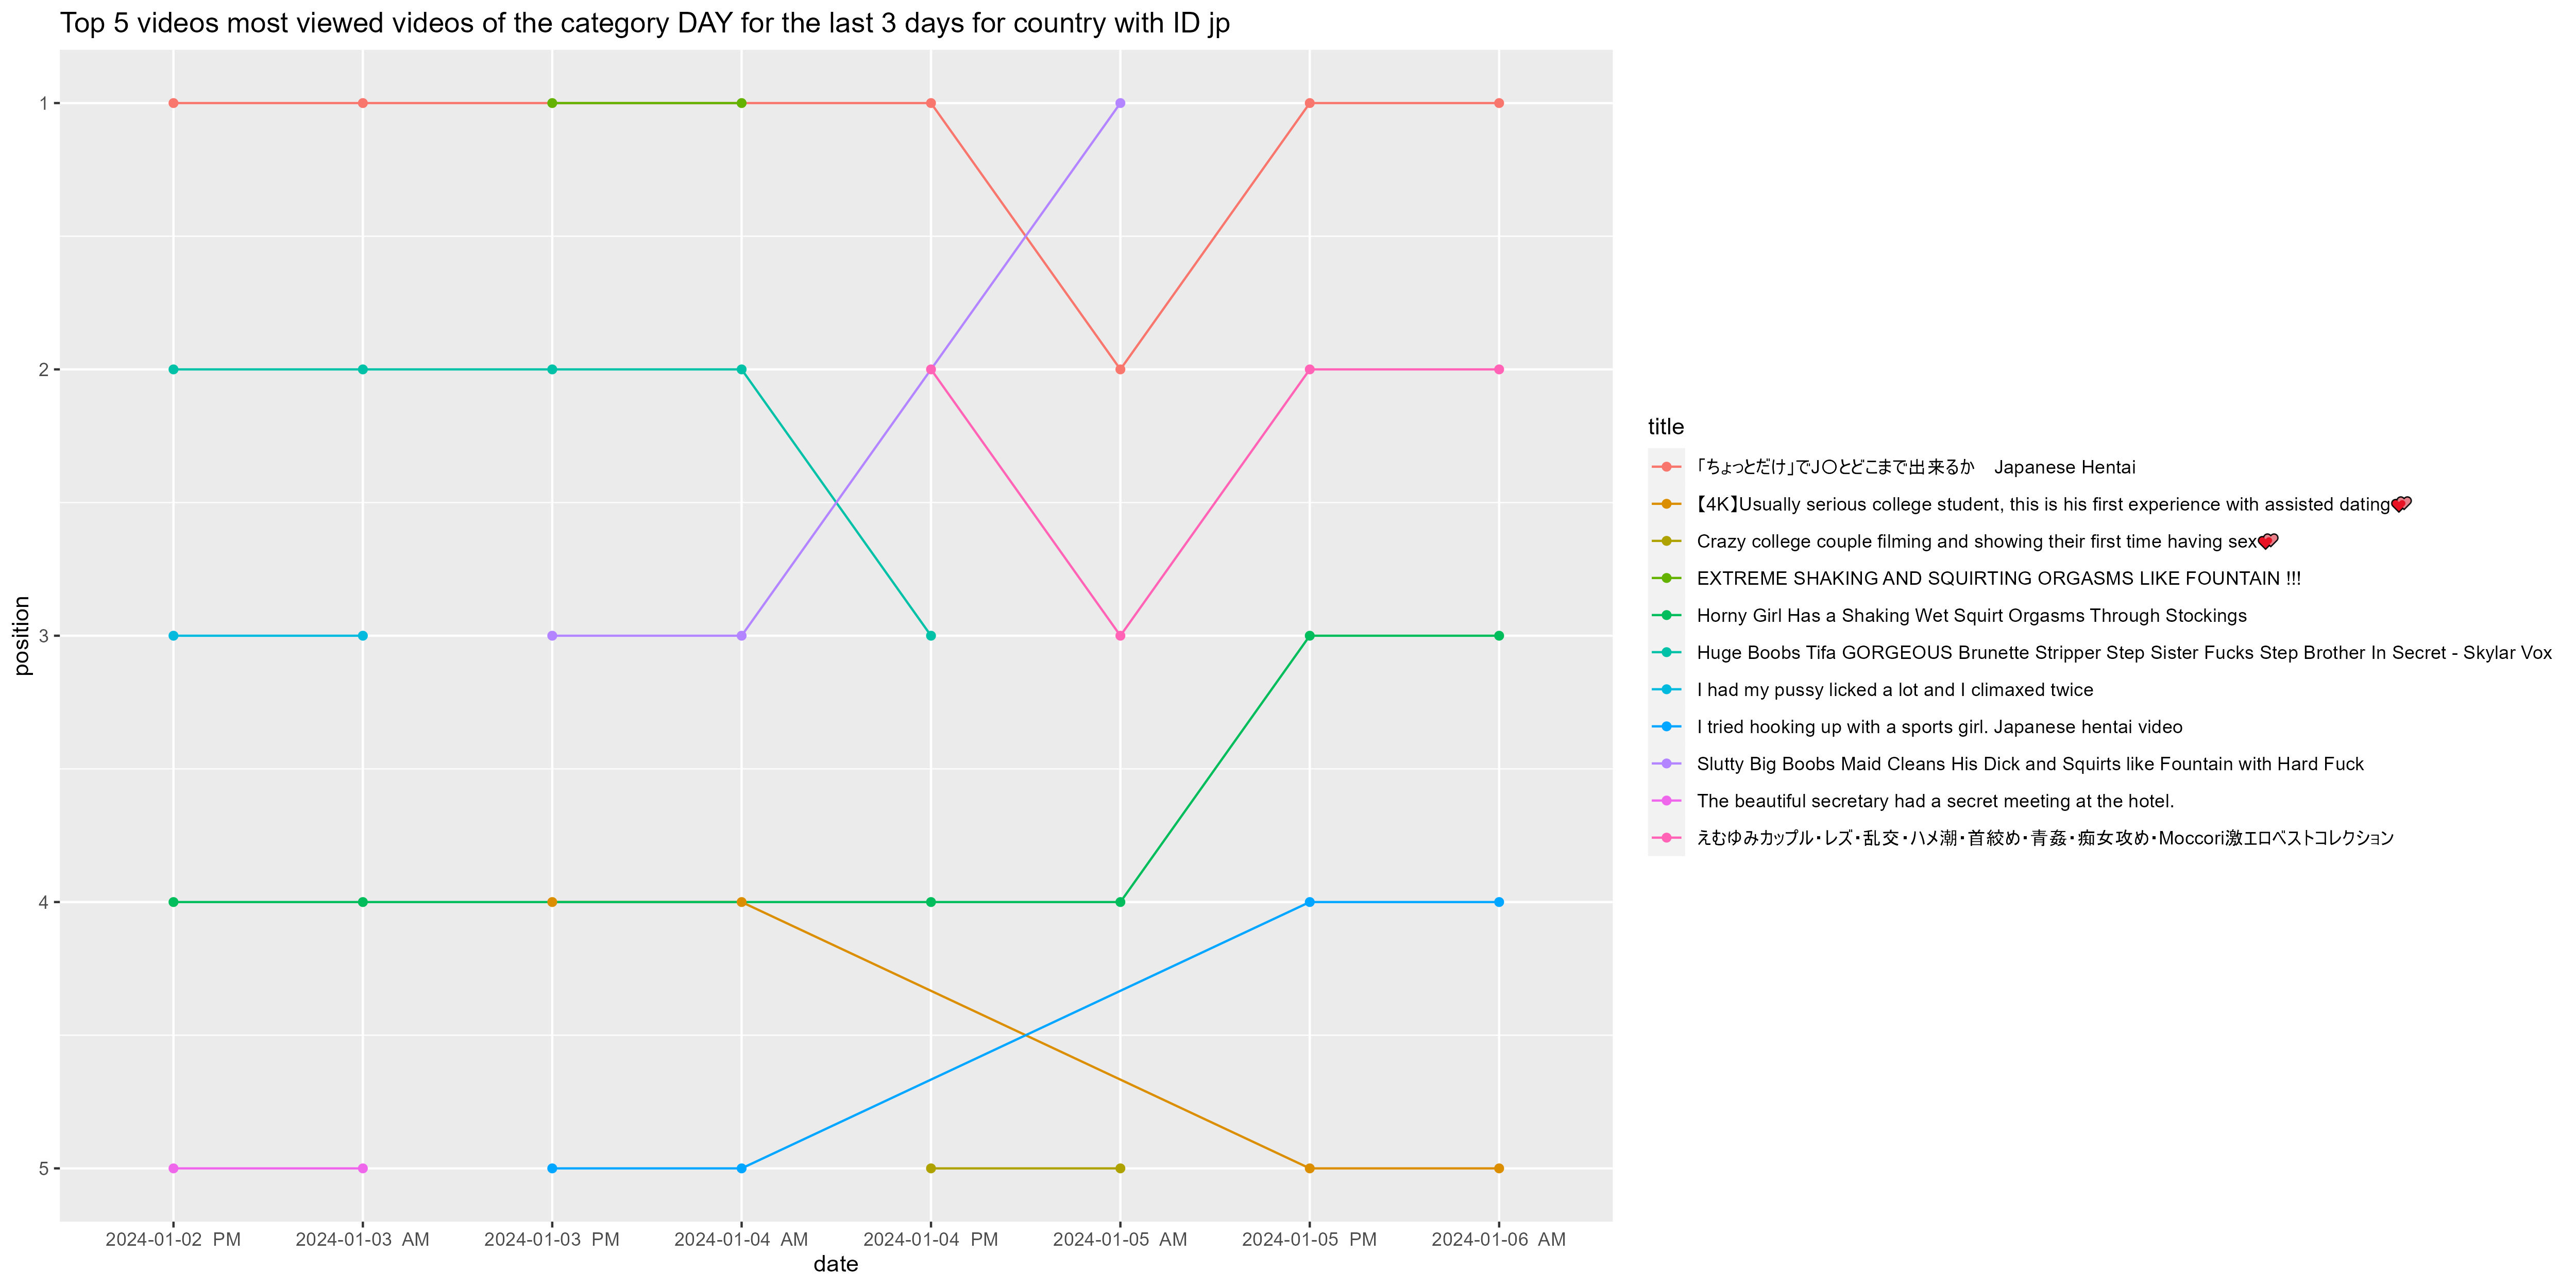 Top 5 videos most viewed videos of the category DAY for the last 3 days for country with ID jp
1
2
3
4
5
position
2024-01-02 PM
2024-01-03 AM
2024-01-03 PM
2024-01-04 AM
2024-01-04 PM
2024-01-05 AM
2024-01-05 PM
2024-01-06 AM
date
title
「ちょっとだけ」でJ〇とどこまで出来るか　Japanese Hentai
【4K】Usually serious college student, this is his first experience with assisted dating💕
Crazy college couple filming and showing their first time having sex💕
EXTREME SHAKING AND SQUIRTING ORGASMS LIKE FOUNTAIN !!!
Horny Girl Has a Shaking Wet Squirt Orgasms Through Stockings
Huge Boobs Tifa GORGEOUS Brunette Stripper Step Sister Fucks Step Brother In Secret - Skylar Vox
I had my pussy licked a lot and I climaxed twice
I tried hooking up with a sports girl. Japanese hentai video
Slutty Big Boobs Maid Cleans His Dick and Squirts like Fountain with Hard Fuck
The beautiful secretary had a secret meeting at the hotel.
えむゆみカップル・レズ・乱交・ハメ潮・首絞め・青姦・痴女攻め・Moccori激エロベストコレクション